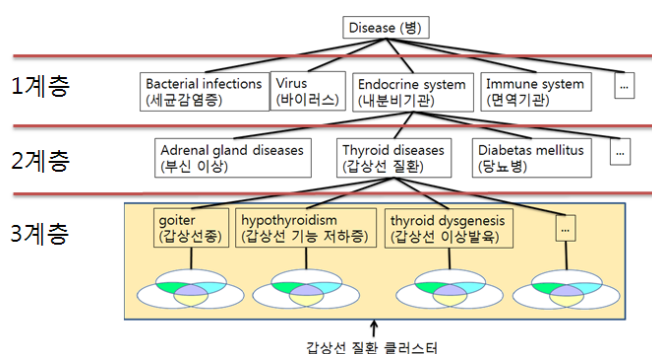 Disease (병)
1계층
Bacterial infections
(세균감염증)
Virus
(바이러스)
Endocrine system
(내분비기관)
Immune system
(면역기관)
...
2계층
Adrenal gland diseases
(부신 이상)
Thyroid diseases
(갑상선 질환)
Diabetas mellitus
(당뇨병)
...
3계층
goiter
(갑상선종)
hypothyroidism
(갑상선 기능 저하증)
thyroid dysgenesis
(갑상선 이상발육)
...
갑상선 질환 클러스터